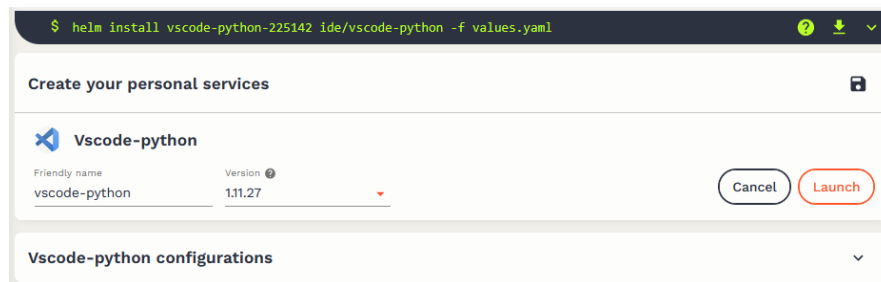 $ helm install vscode-python-225142 ide/vscode-python -f values.yaml
Create your personal services
Vscode-python
Friendly name
Version
vscode-python
1.11.27
Cancel
Launch
Vscode-python configurations